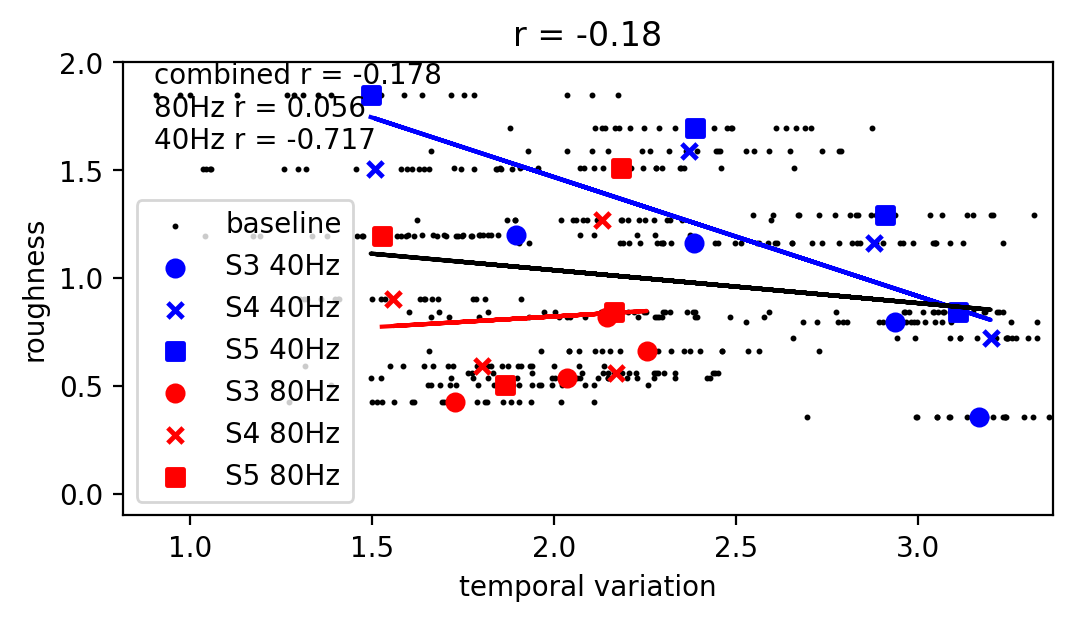 r = -0.18
combined r = -0.178
80Hz r = 0.056
40Hz r = -0.717
2.0
1.5
1.0
0.5
0.0
roughness
baseline
S3 40Hz
S4 40Hz
S5 40Hz
S3 80Hz
S4 80Hz
S5 80Hz
1.0 1.5 2.0 2.5 3.0
temporal variation